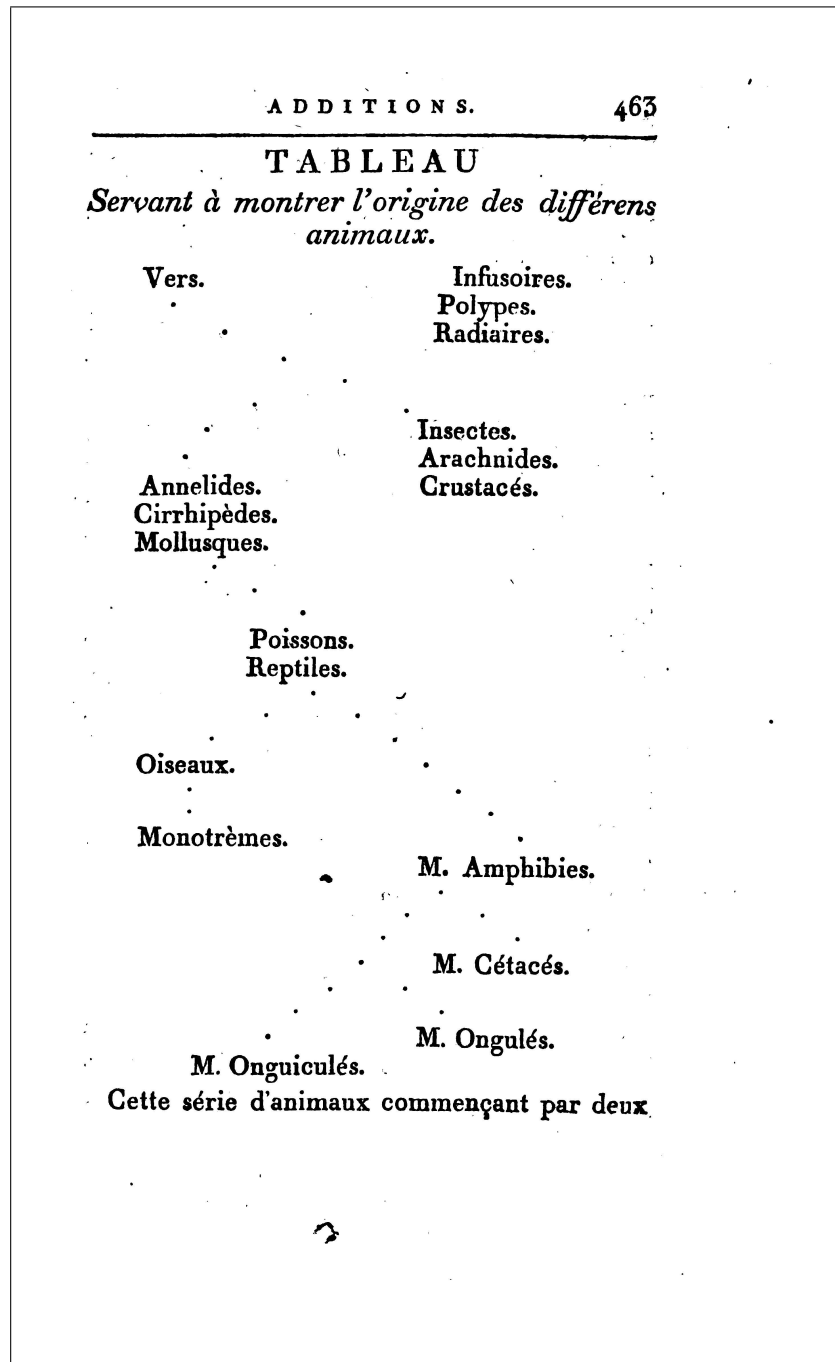 ADDITIONS. 463
TABLEAU
Servant à montrer l'origine des différens
animaux.
Vers. Infusoires.
Polypes.
Radiaires.
Insectes.
Arachnides.
Annelides. Crustacés.
Cirrhipèdes.
Mollusques.
Poissons.
Reptiles.
Oiseaux.
Monotrèmes.
M. Amphibies.
M. Cétacés.
M. Ongulés.
M. Onguiculés.
Cette série d'animaux commençant par deux